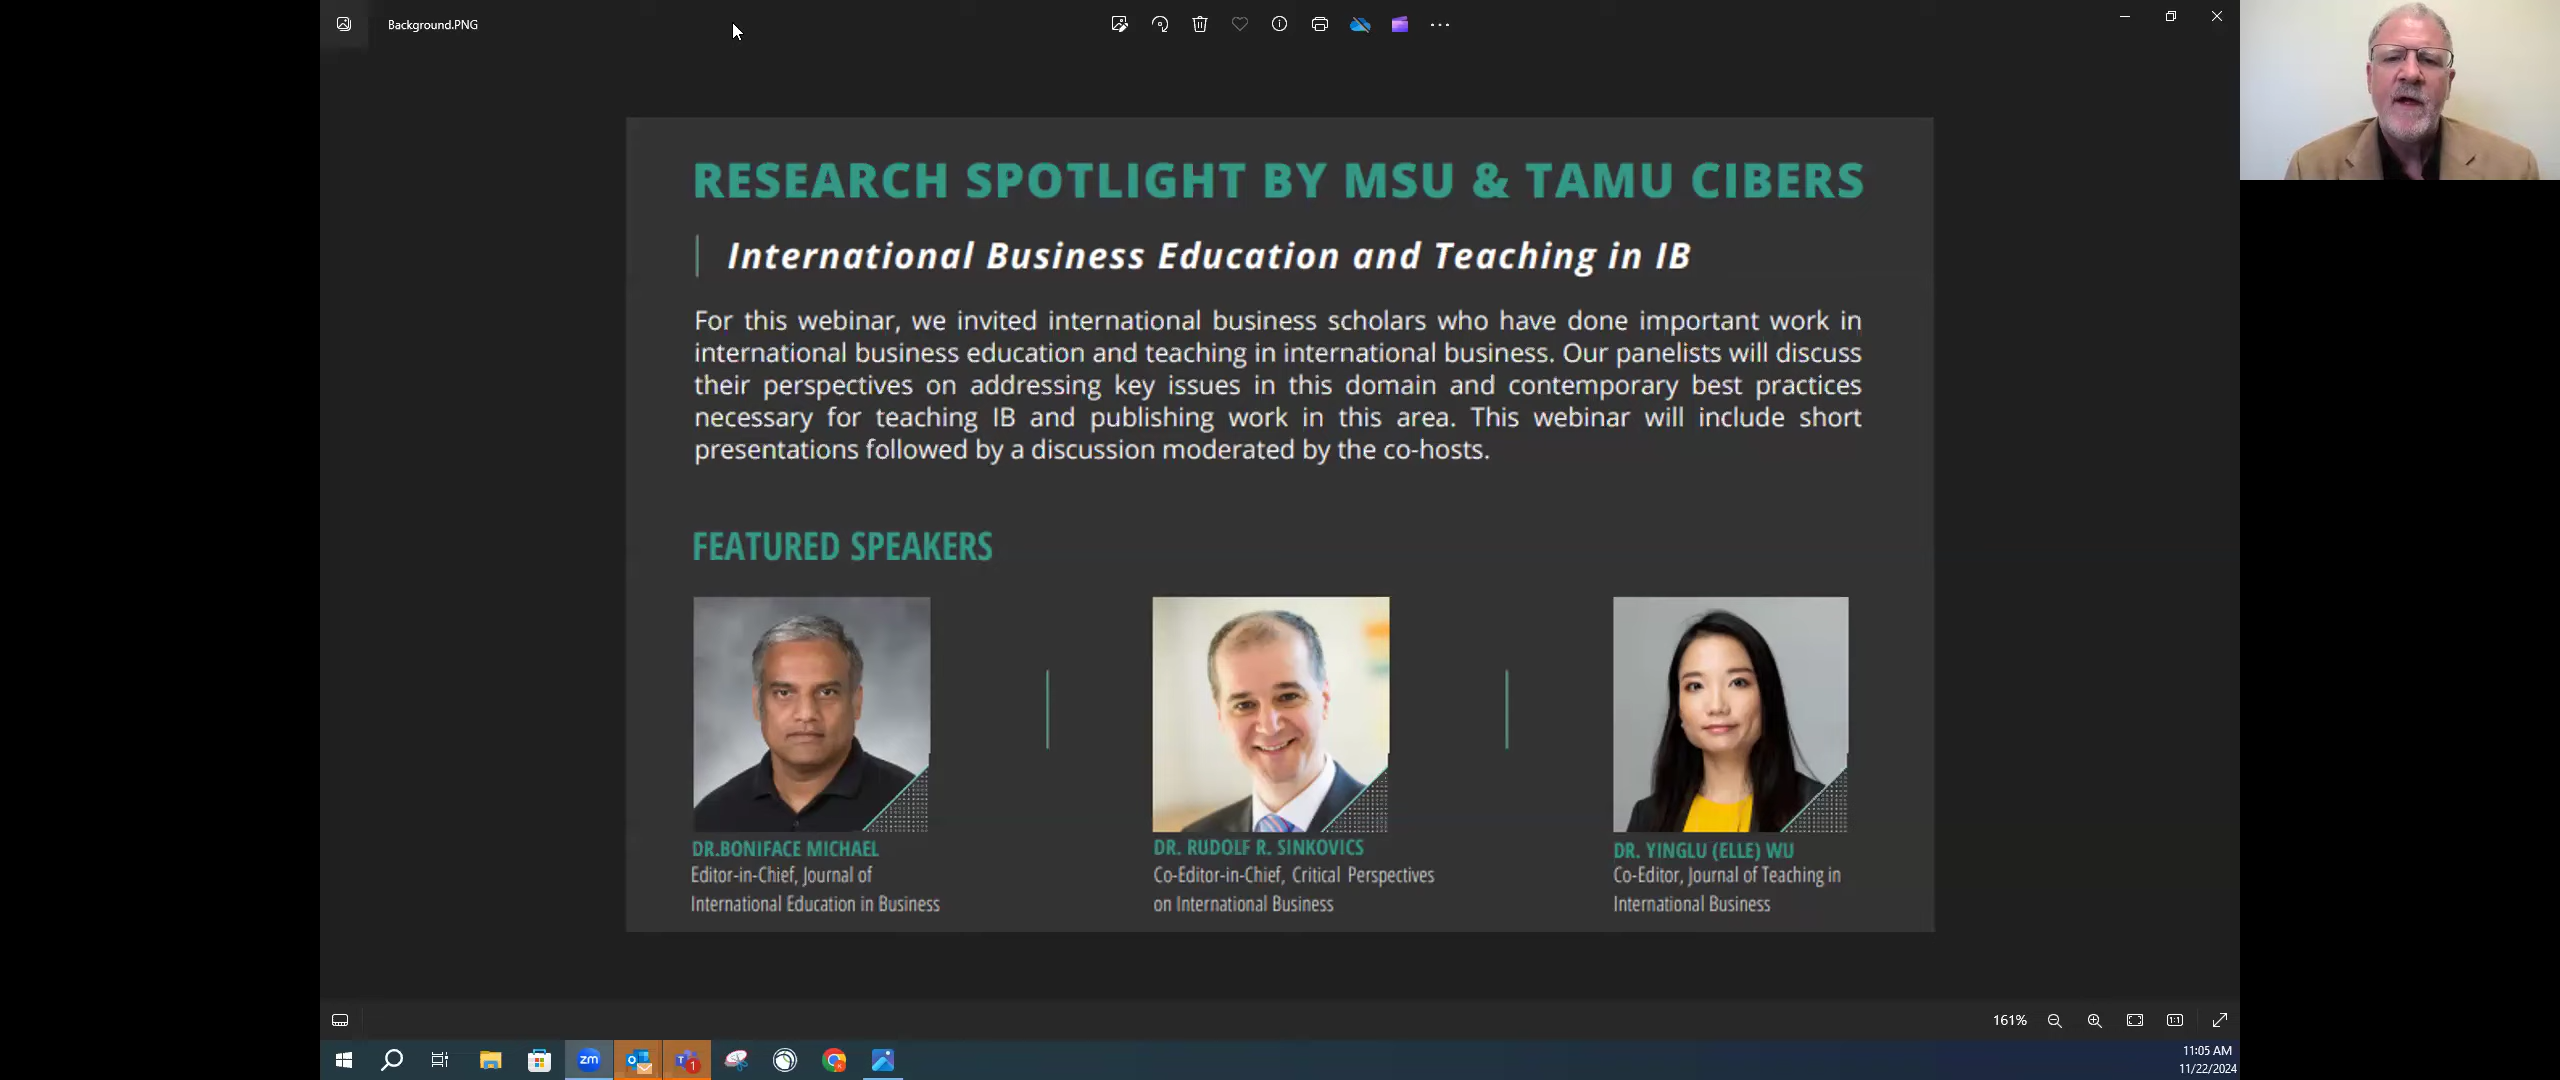 Background.PNG
RESEARCH SPOTLIGHT BY MSU & TAMU CIBERS
International Business Education and Teaching in IB
For this webinar, we invited international business scholars who have done important work in
international business education and teaching in international business. Our panelists will discuss
their perspectives on addressing key issues in this domain and contemporary best practices
necessary for teaching IB and publishing work in this area. This webinar will include short
presentations followed by a discussion moderated by the co-hosts.
FEATURED SPEAKERS
DR.BONIFACE MICHAEL
Editor-in-Chief, Journal of
International Education in Business
DR. RUDOLF R. SINKOVICS
Co-Editor-in-Chief, Critical Perspectives
on International Business
DR. YINGLU (ELLE) WU
Co-Editor, Journal of Teaching in
International Business
161%
1:1
zm
1
11:05 AM
11/22/2024